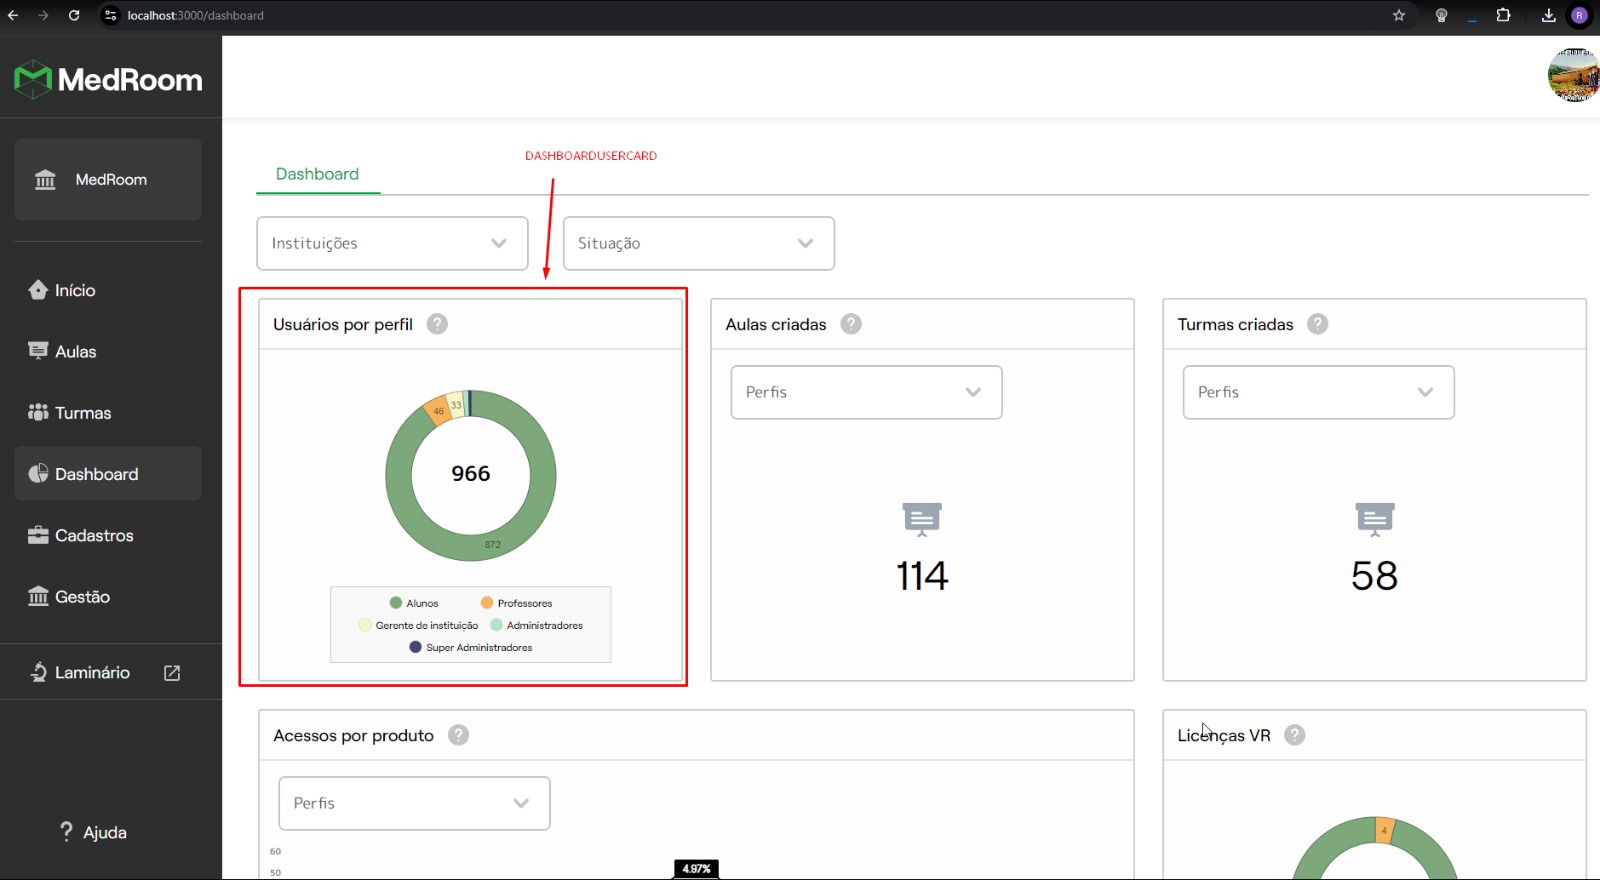 localhost:3000/dashboard
R
MedRoom
MedRoom
Início
Aulas
Turmas
Dashboard
Cadastros
Gestão
Laminário
? Ajuda
DASHBOARDUSERCARD
Dashboard
Instituições
Situação
Usuários por perfil ?
46 33
966
872
Alunos Professores
Gerente de instituição Administradores
Super Administradores
Aulas criadas ?
Perfis
114
Turmas criadas ?
Perfis
58
Acessos por produto ?
Perfis
60
50
4.97%
Licenças VR ?
4